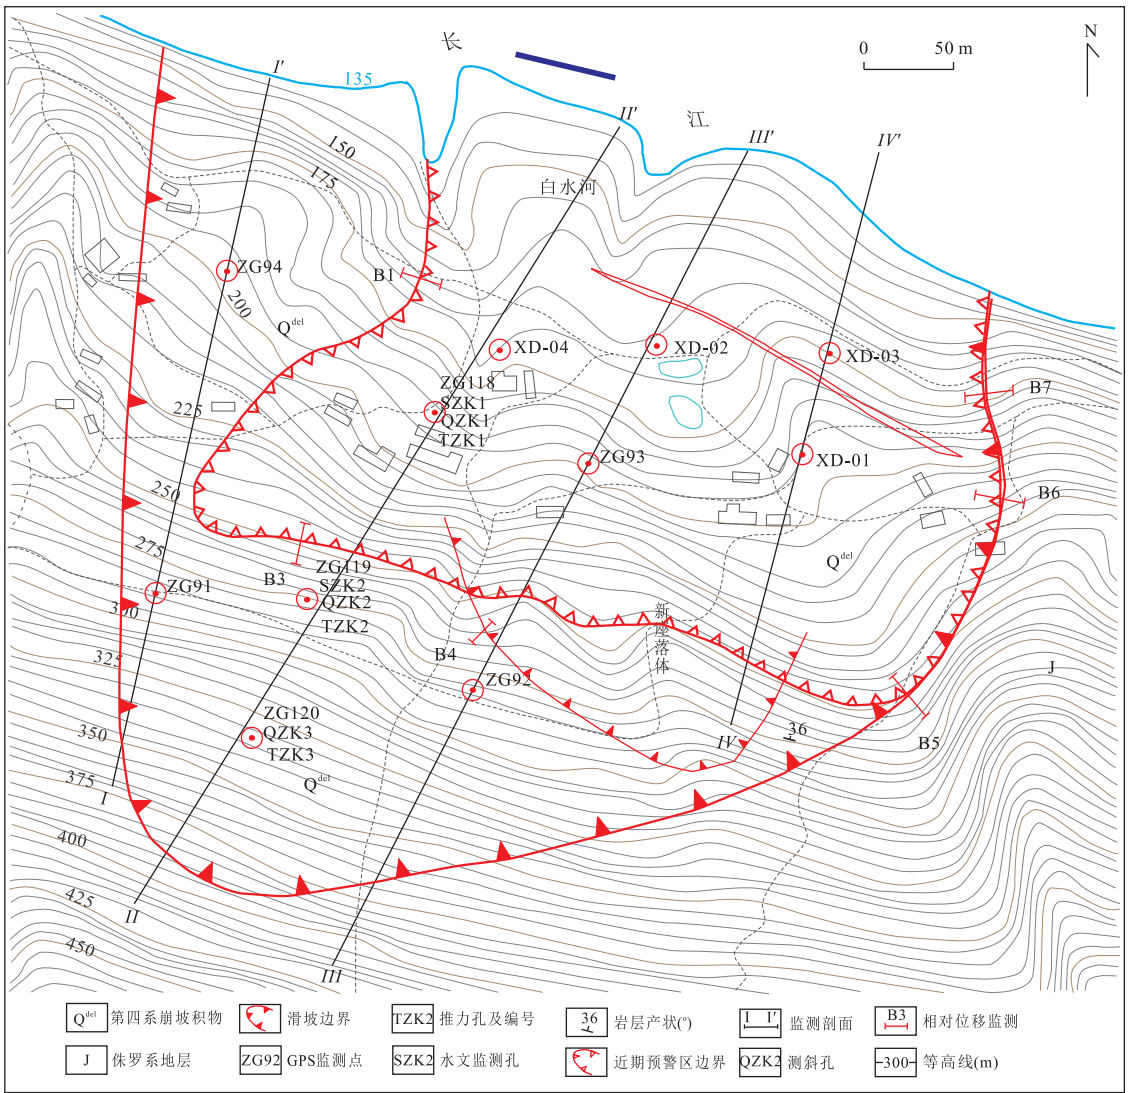 长
江
N
0 50 m
135
I'
II'
III'
IV'
150
175
白水河
ZG94
B1
200
Q^del
XD-04
XD-02
XD-03
ZG118
SZK1
QZK1
TZK1
B7
225
ZG93
XD-01
250
B6
275
Q^del
ZG119
B3
SZK2
ZG91
QZK2
300
TZK2
新座落体
325
B4
ZG92
J
ZG120
QZK3
TZK3
36
350
IV
B5
375
Q^del
I
400
425
II
450
III
Q^del 第四系崩坡积物
滑坡边界
TZK2 推力孔及编号
36 岩层产状(°)
I I' 监测剖面
B3 相对位移监测
J 侏罗系地层
ZG92 GPS监测点
SZK2 水文监测孔
近期预警区边界
QZK2 测斜孔
300 等高线(m)